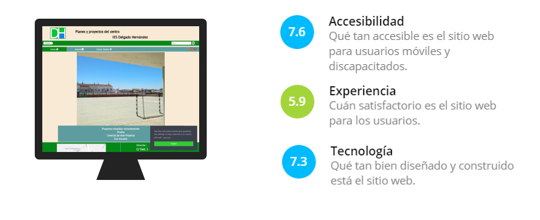 Planes y proyectos del centro
IES Delgado Hernández
7.6
Accesibilidad
Qué tan accesible es el sitio web
para usuarios móviles y
discapacitados.
5.9
Experiencia
Cuán satisfactorio es el sitio web
para los usuarios.
7.3
Tecnología
Qué tan bien diseñado y construido
está el sitio web.